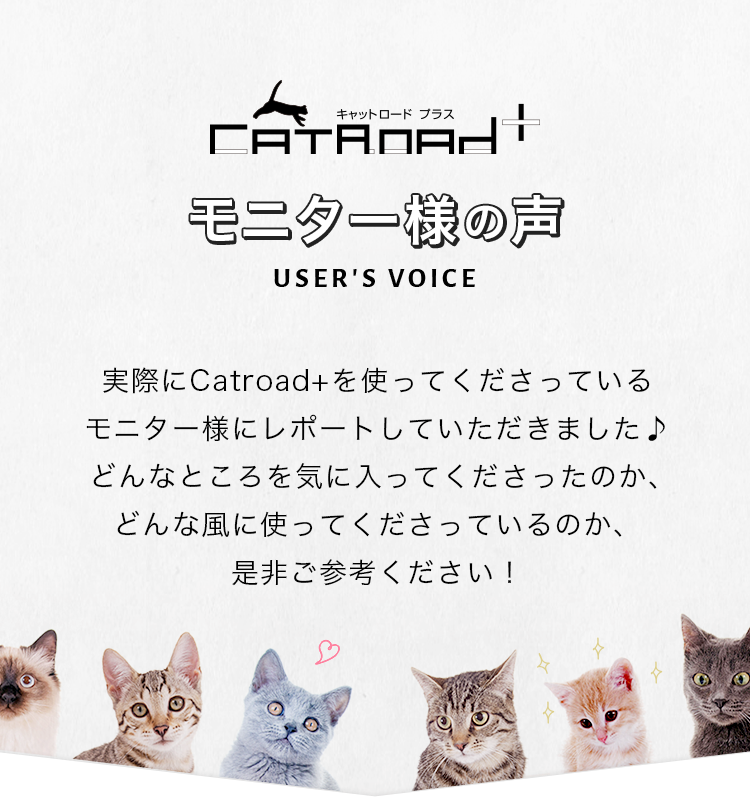 キャットロード プラス
CATROAD+
モニター様の声
USER'S VOICE
実際にCatroad+を使ってくださっている
モニター様にレポートしていただきました♪
どんなところを気に入ってくださったのか、
どんな風に使ってくださっているのか、
是非ご参考ください！